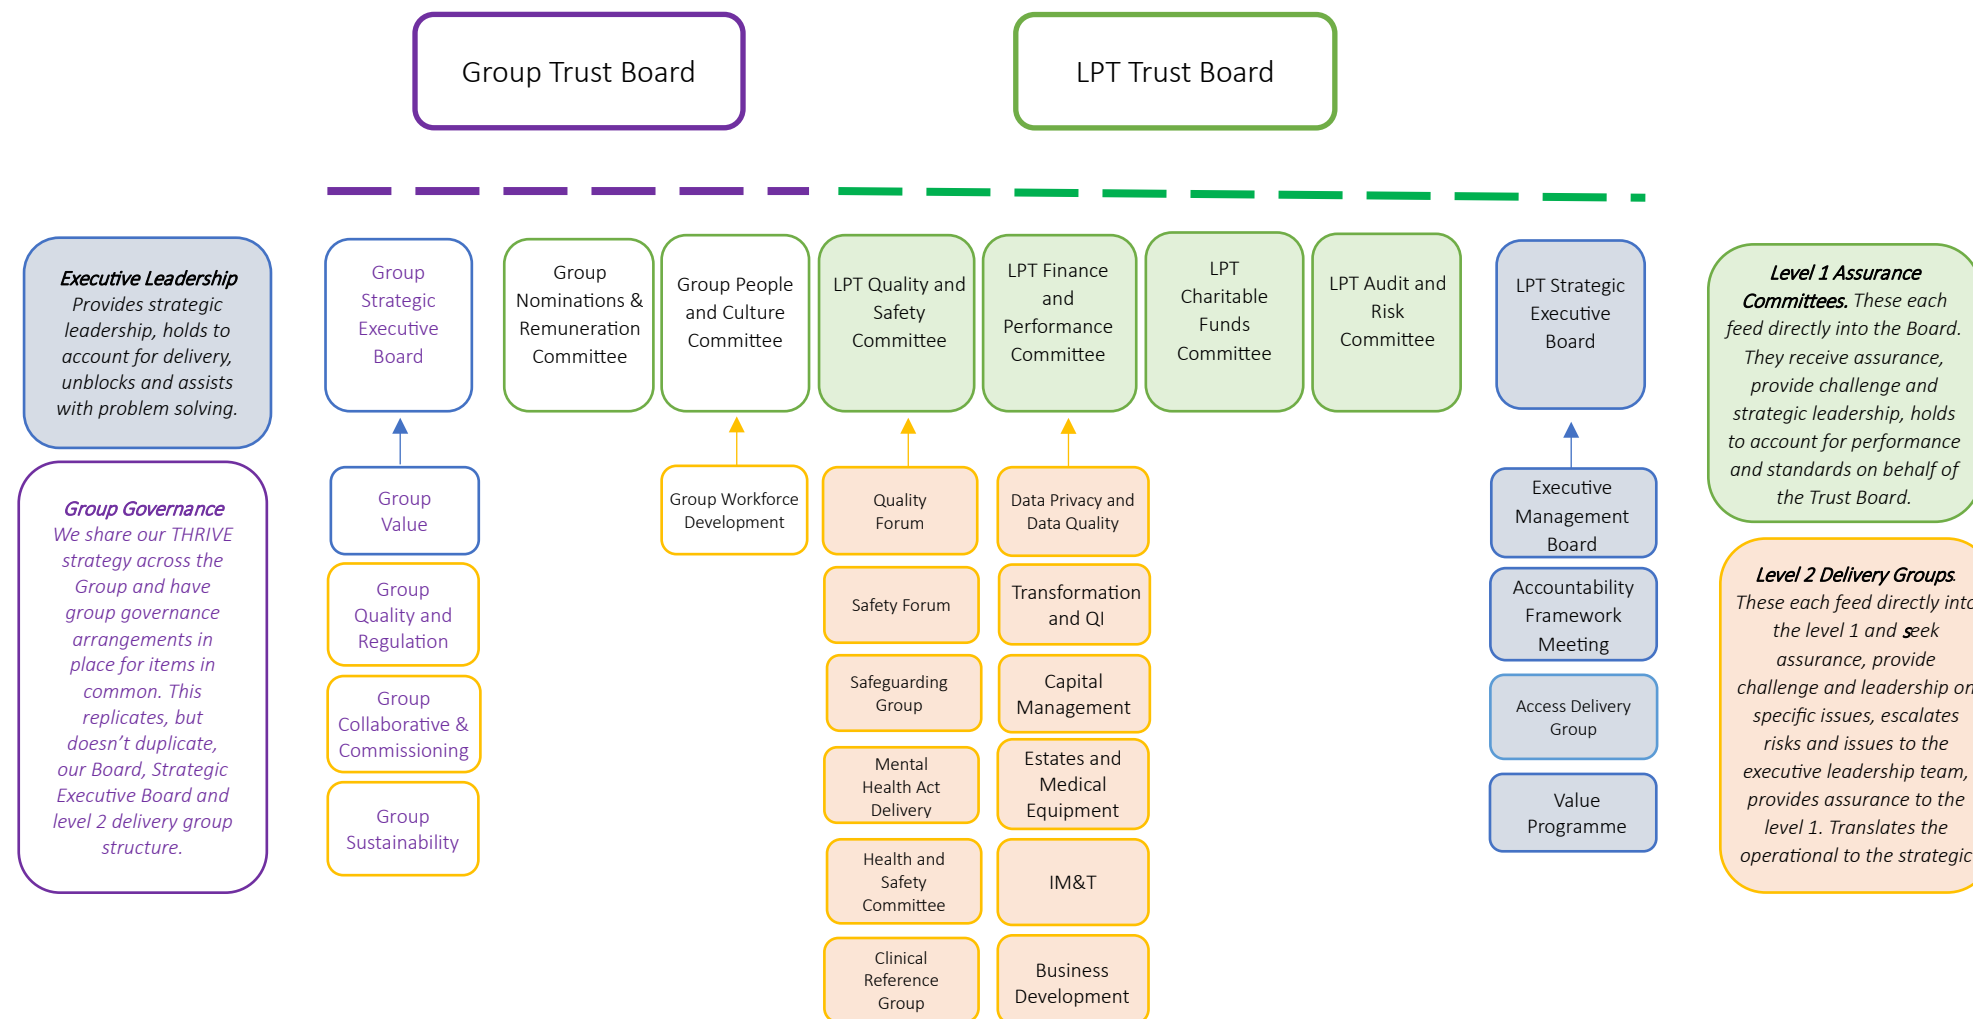 Group Trust Board
LPT Trust Board
Executive Leadership
Provides strategic
leadership, holds to
account for delivery,
unblocks and assists
with problem solving.
Group Governance
We share our THRIVE
strategy across the
Group and have
group governance
arrangements in
place for items in
common. This
replicates, but
doesn’t duplicate,
our Board, Strategic
Executive Board and
level 2 delivery group
structure.
Group
Strategic
Executive
Board
Group
Value
Group
Quality and
Regulation
Group
Collaborative &
Commissioning
Group
Sustainability
Group
Nominations &
Remuneration
Committee
Group People
and Culture
Committee
Group Workforce
Development
LPT Quality and
Safety
Committee
Quality
Forum
Safety Forum
Safeguarding
Group
Mental
Health Act
Delivery
Health and
Safety
Committee
Clinical
Reference
Group
LPT Finance
and
Performance
Committee
Data Privacy and
Data Quality
Transformation
and QI
Capital
Management
Estates and
Medical
Equipment
IM&T
Business
Development
LPT
Charitable
Funds
Committee
LPT Audit and
Risk
Committee
LPT Strategic
Executive
Board
Executive
Management
Board
Accountability
Framework
Meeting
Access Delivery
Group
Value
Programme
Level 1 Assurance
Committees. These each
feed directly into the Board.
They receive assurance,
provide challenge and
strategic leadership, holds
to account for performance
and standards on behalf of
the Trust Board.
Level 2 Delivery Groups.
These each feed directly into
the level 1 and seek
assurance, provide
challenge and leadership on
specific issues, escalates
risks and issues to the
executive leadership team,
provides assurance to the
level 1. Translates the
operational to the strategic